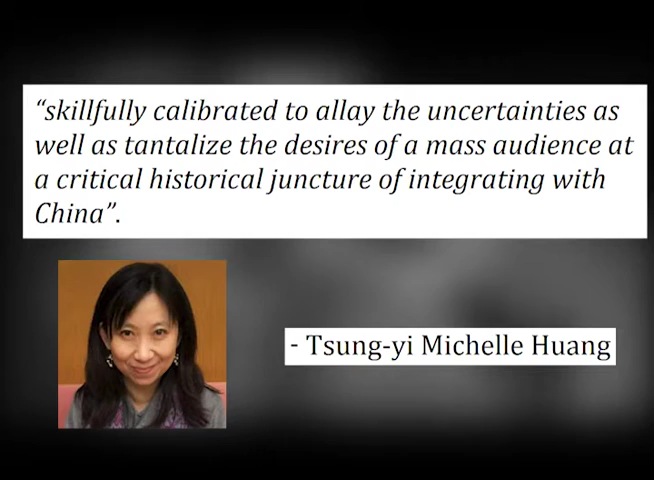 “skillfully calibrated to allay the uncertainties as
well as tantalize the desires of a mass audience at
a critical historical juncture of integrating with
China”.
- Tsung-yi Michelle Huang